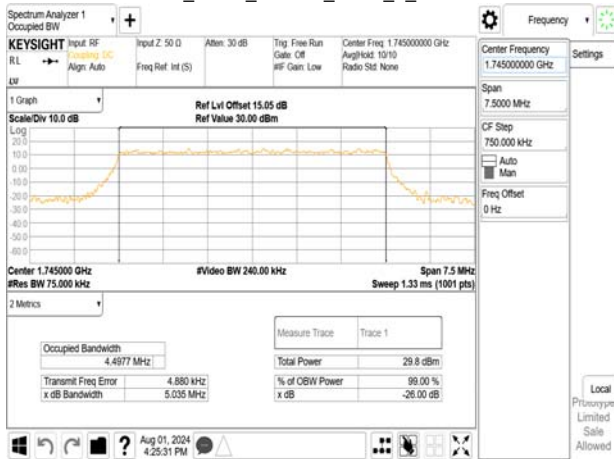 Spectrum Analyzer 1
Occupied BW
Frequency
KEYSIGHT
RL
Input: RF
Coupling: DC
Align: Auto
Input Z: 50 Ω
Freq Ref: Int (S)
Atten: 30 dB
Trig: Free Run
Gate: Off
#IF Gain: Low
Center Freq: 1.745000000 GHz
Avg|Hold: 10/10
Radio Std: None
Center Frequency
1.745000000 GHz
Settings
Span
7.5000 MHz
CF Step
750.000 kHz
Auto
Man
Freq Offset
0 Hz
1 Graph
Scale/Div 10.0 dB
Ref Lvl Offset 15.05 dB
Ref Value 30.00 dBm
Log
20.0
10.0
0.00
-10.0
-20.0
-30.0
-40.0
-50.0
-60.0
Center 1.745000 GHz
#Video BW 240.00 kHz
Span 7.5 MHz
#Res BW 75.000 kHz
Sweep 1.33 ms (1001 pts)
2 Metrics
Measure Trace
Trace 1
Occupied Bandwidth
4.4977 MHz
Total Power
29.8 dBm
Transmit Freq Error
4.880 kHz
% of OBW Power
99.00 %
x dB Bandwidth
5.035 MHz
x dB
-26.00 dB
Local
Prototype
Limited
Sale
Allowed
Aug 01, 2024
4:25:31 PM